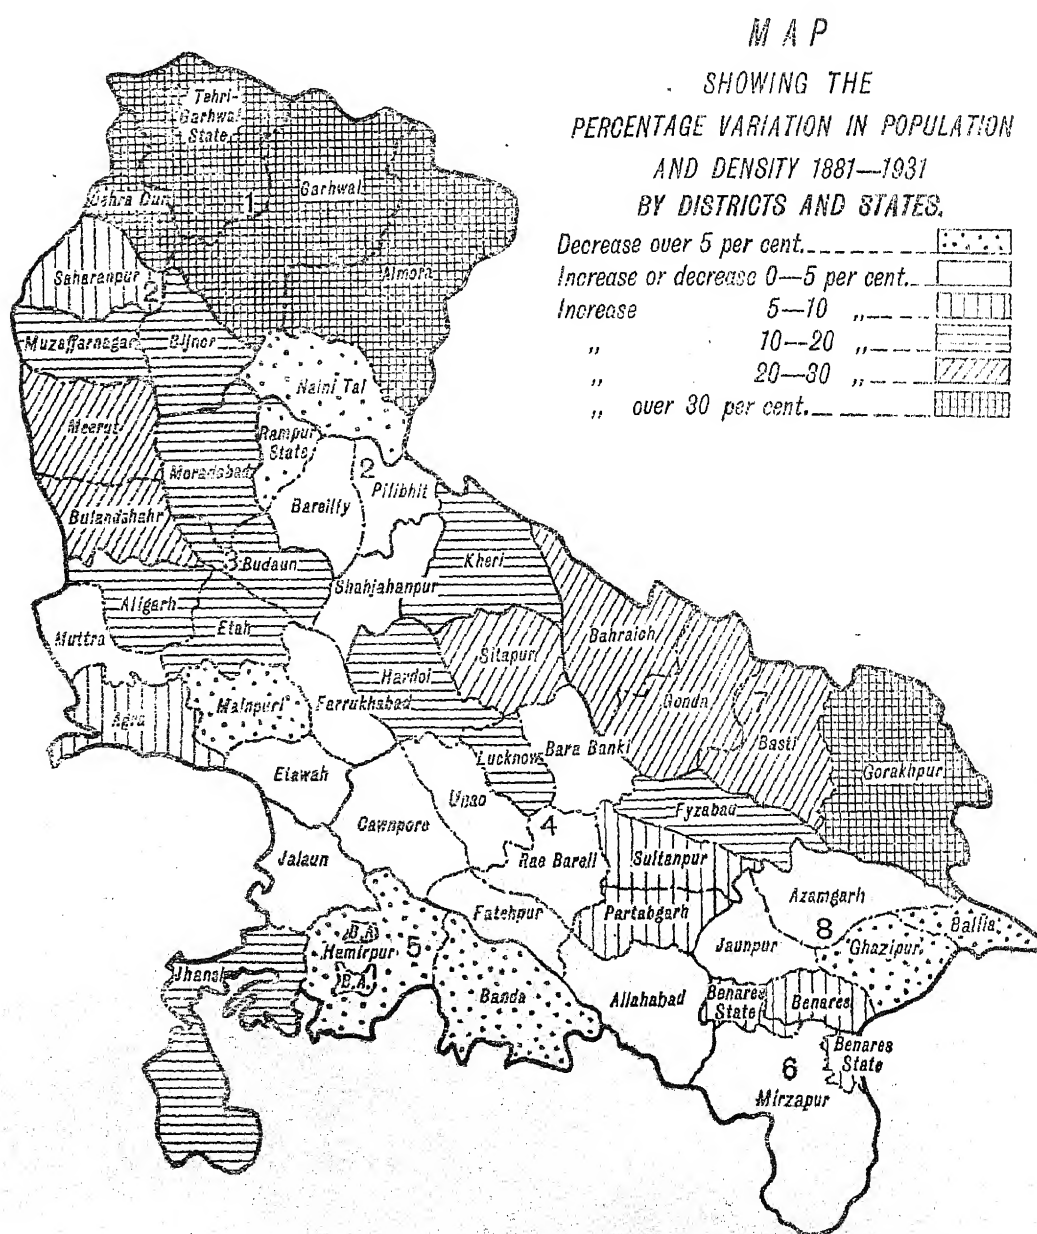 MAP
SHOWING THE
PERCENTAGE VARIATION IN POPULATION
AND DENSITY 1881—1931
BY DISTRICTS AND STATES.
Decrease over 5 per cent.
Increase or decrease 0—5 per cent.
Increase 5—10 „
„ 10—20 „
„ 20—30 „
„ over 30 per cent.
Tehri-
Garhwal
State
Garhwal
Dehra Dun
1
Almora
Saharanpur
2
Muzaffarnagar
Bijnor
Naini Tal
Meerut
Rampur
State
Moradabad
2
Pilibhit
Bareilly
Bulandshahr
3
Budaun
Kheri
Shahjahanpur
Aligarh
Etah
Muttra
Bahraich
Sitapur
Hardoi
Agra
Mainpuri
Farrukhabad
Gonda
7
Basti
Bara Banki
Lucknow
Etawah
Unao
Gorakhpur
Fyzabad
Cawnpore
4
Rae Bareli
Sultanpur
Jalaun
Azamgarh
Fatehpur
Partabgarh
8
Ballia
Jaunpur
Ghazipur
B.A.
Hamirpur
5
B.A.
Jhansi
Banda
Allahabad
Benares
State
Benares
Benares
State
6
Mirzapur